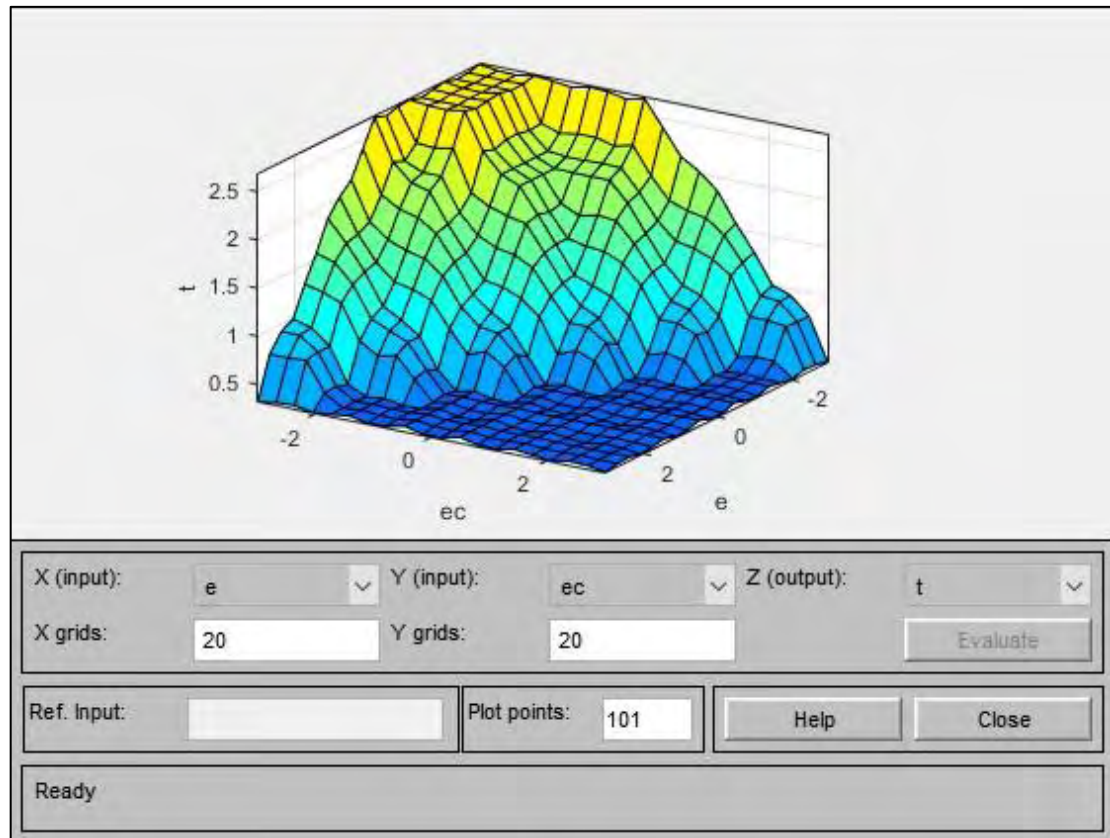 2.5
2
1.5
1
0.5
t
-2
0
2
ec
2
0
-2
e
X (input): e Y (input): ec Z (output): t
X grids: 20 Y grids: 20 Evaluate
Ref. Input: Plot points: 101 Help Close
Ready